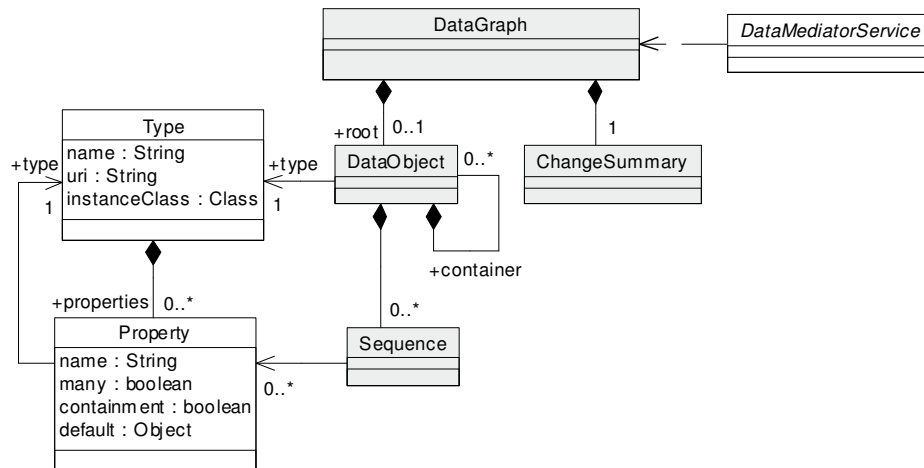 DataGraph
DataMediatorService
Type
name : String
uri : String
instanceClass : Class
+type
1
+type
1
+root
0..1
1
DataObject
0..*
ChangeSummary
+container
+properties
0..*
0..*
Property
name : String
many : boolean
containment : boolean
default : Object
Sequence
0..*